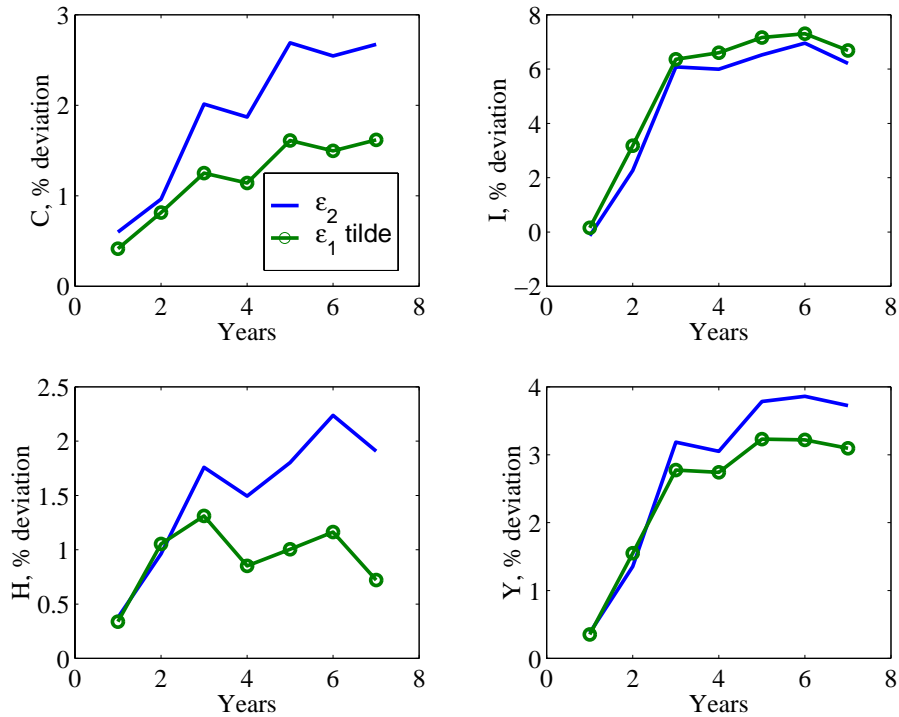 3
2
1
0
C, % deviation
0 2 4 6 8
Years
ε2
ε1 tilde
8
6
4
2
0
−2
I, % deviation
0 2 4 6 8
Years
2.5
2
1.5
1
0.5
0
H, % deviation
0 2 4 6 8
Years
4
3
2
1
0
Y, % deviation
0 2 4 6 8
Years